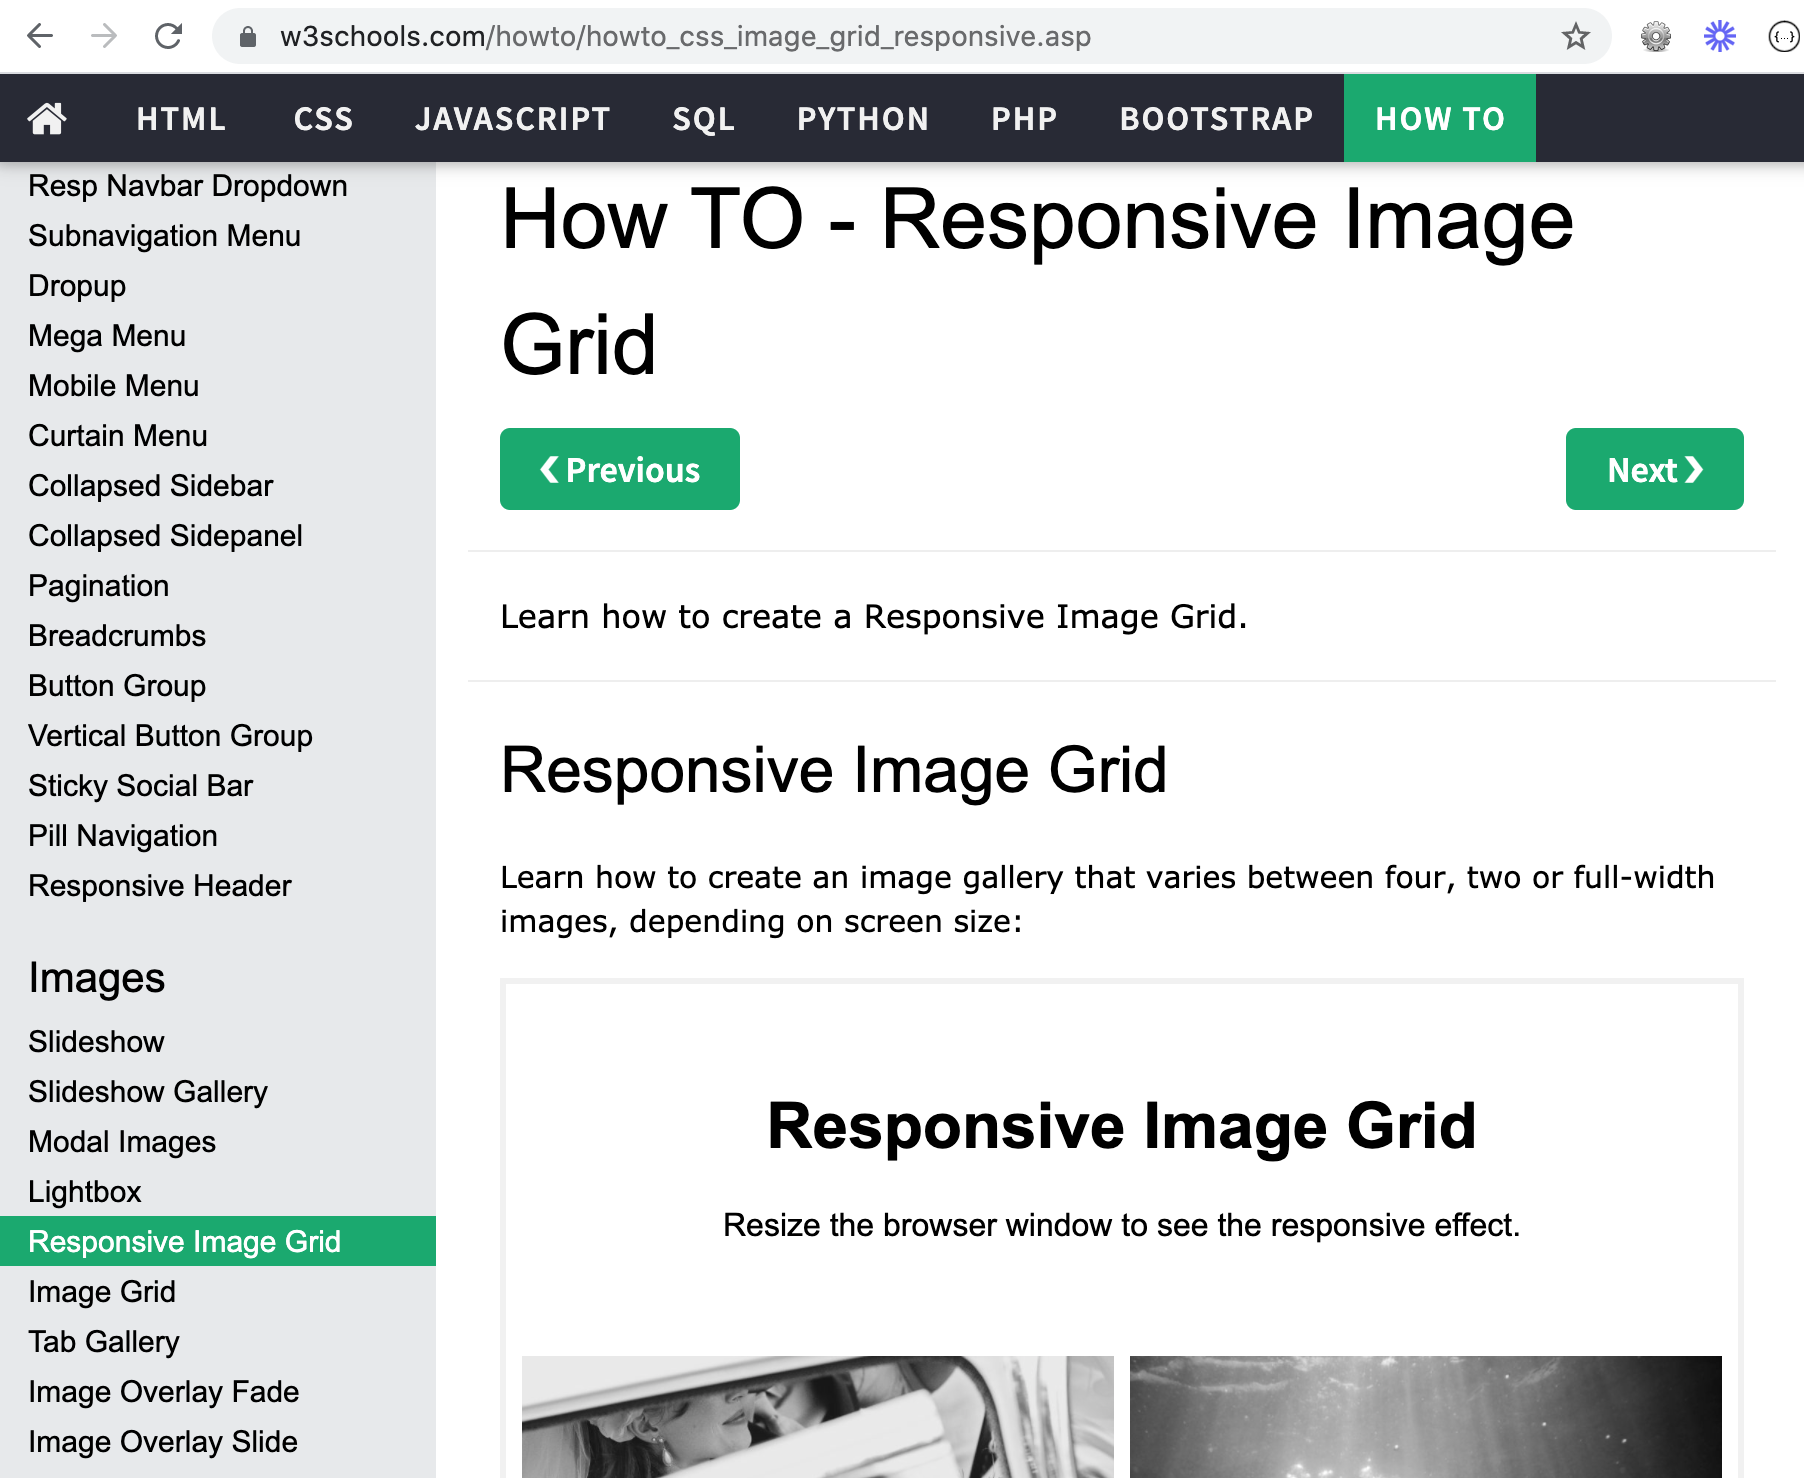 w3schools.com/howto/howto_css_image_grid_responsive.asp
{...}
HTML CSS JAVASCRIPT SQL PYTHON PHP BOOTSTRAP HOW TO
Resp Navbar Dropdown
Subnavigation Menu
Dropup
Mega Menu
Mobile Menu
Curtain Menu
Collapsed Sidebar
Collapsed Sidepanel
Pagination
Breadcrumbs
Button Group
Vertical Button Group
Sticky Social Bar
Pill Navigation
Responsive Header
Images
Slideshow
Slideshow Gallery
Modal Images
Lightbox
Responsive Image Grid
Image Grid
Tab Gallery
Image Overlay Fade
Image Overlay Slide
How TO - Responsive Image
Grid
❮ Previous
Next ❯
Learn how to create a Responsive Image Grid.
Responsive Image Grid
Learn how to create an image gallery that varies between four, two or full-width
images, depending on screen size:
Responsive Image Grid
Resize the browser window to see the responsive effect.